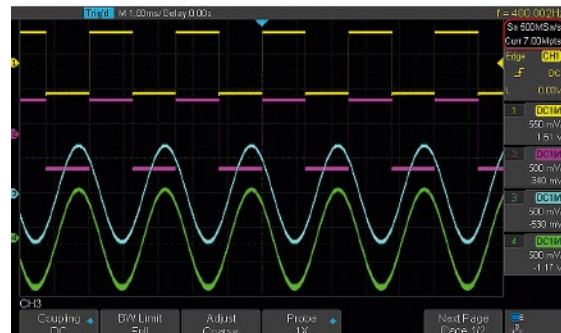 Trig'd M 1.00ms/ Delay:0.00s
f = 400.002Hz
Sa 500MSa/s
Curr 7.00Mpts
Edge CH1
DC
L 0.00V
1 DC1M
550 mV/
1.51 V
2 DC1M
500 mV/
340 mV
3 DC1M
500 mV/
-530 mV
4 DC1M
500 mV/
-1.17 V
CH3
Coupling BW Limit Adjust Probe Next Page
DC Full Coarse 1X Page 1/2